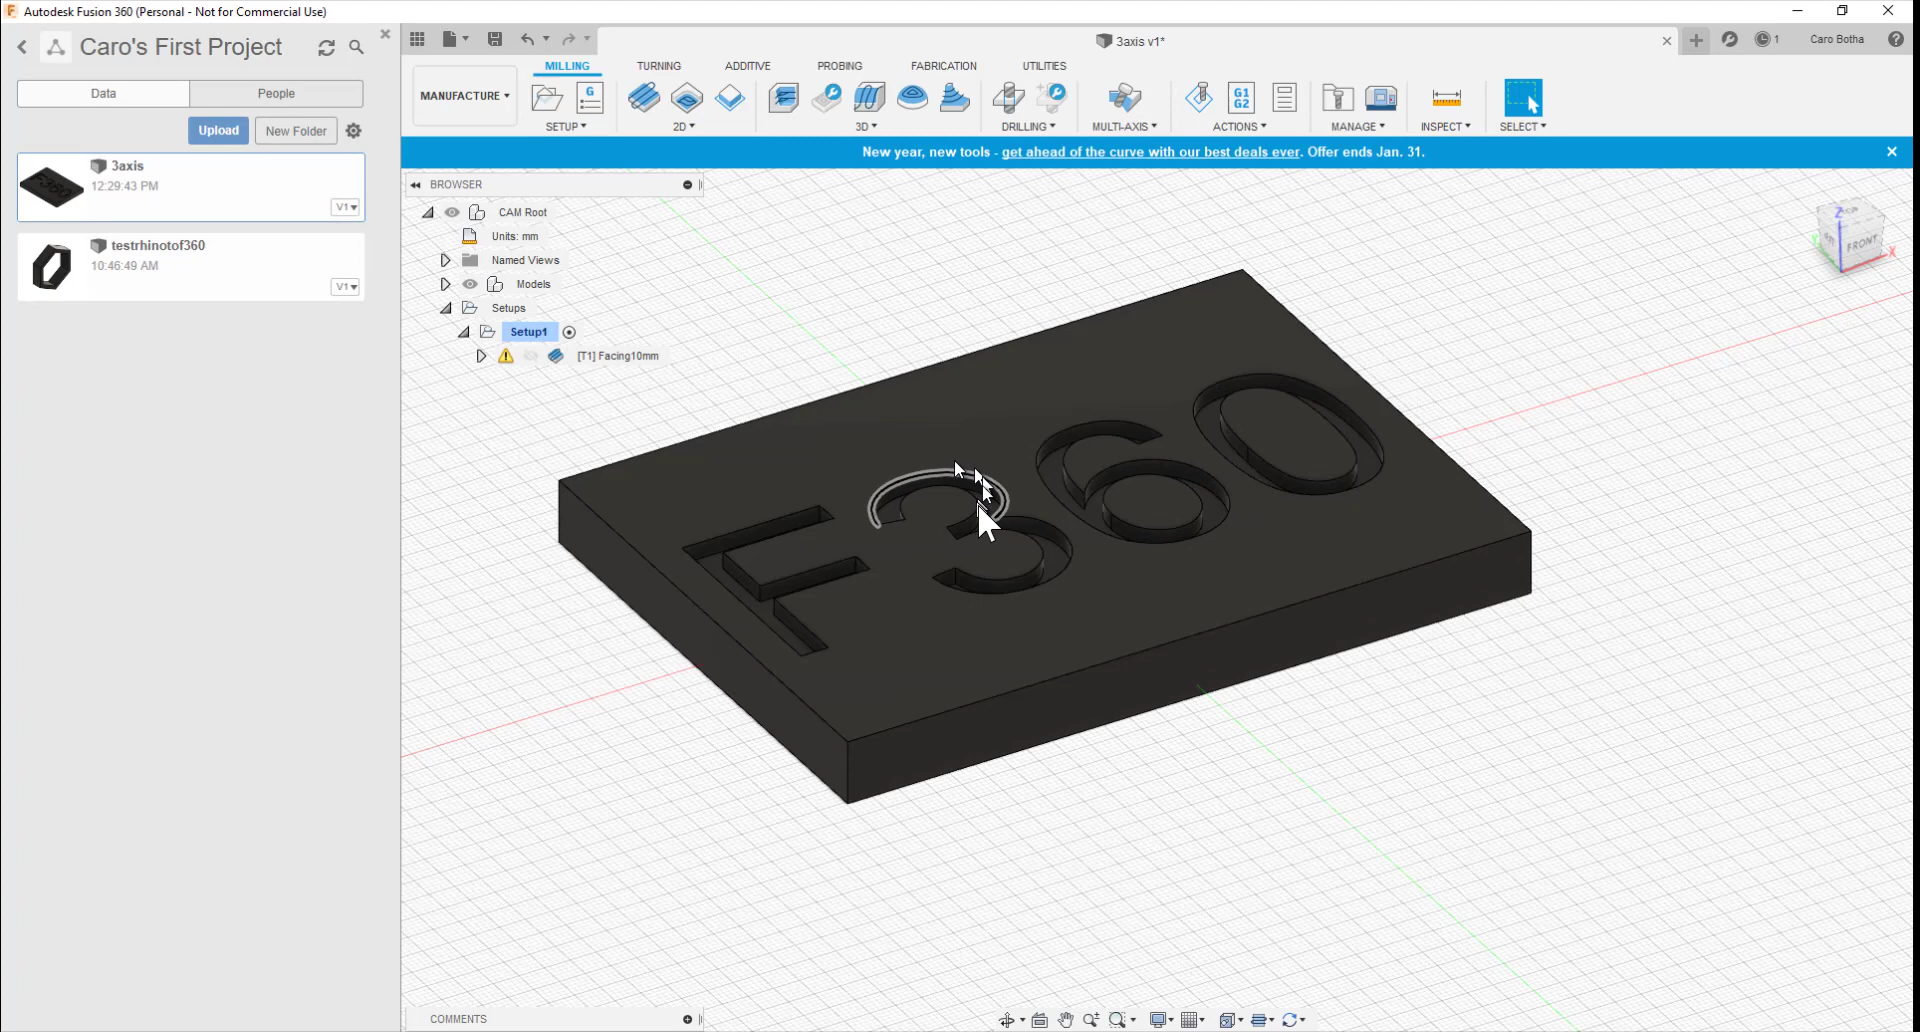 Autodesk Fusion 360 (Personal - Not for Commercial Use)
Caro's First Project
Data
People
Upload
New Folder
3axis
12:29:43 PM
V1
testrhinotof360
10:46:49 AM
V1
3axis v1*
1
Caro Botha
MILLING
TURNING
ADDITIVE
PROBING
FABRICATION
UTILITIES
MANUFACTURE
G
G1
G2
SETUP
2D
3D
DRILLING
MULTI-AXIS
ACTIONS
MANAGE
INSPECT
SELECT
New year, new tools - get ahead of the curve with our best deals ever. Offer ends Jan. 31.
BROWSER
CAM Root
Units: mm
Named Views
Models
Setups
Setup1
[T1] Facing10mm
Z
FRONT
X
F360
COMMENTS